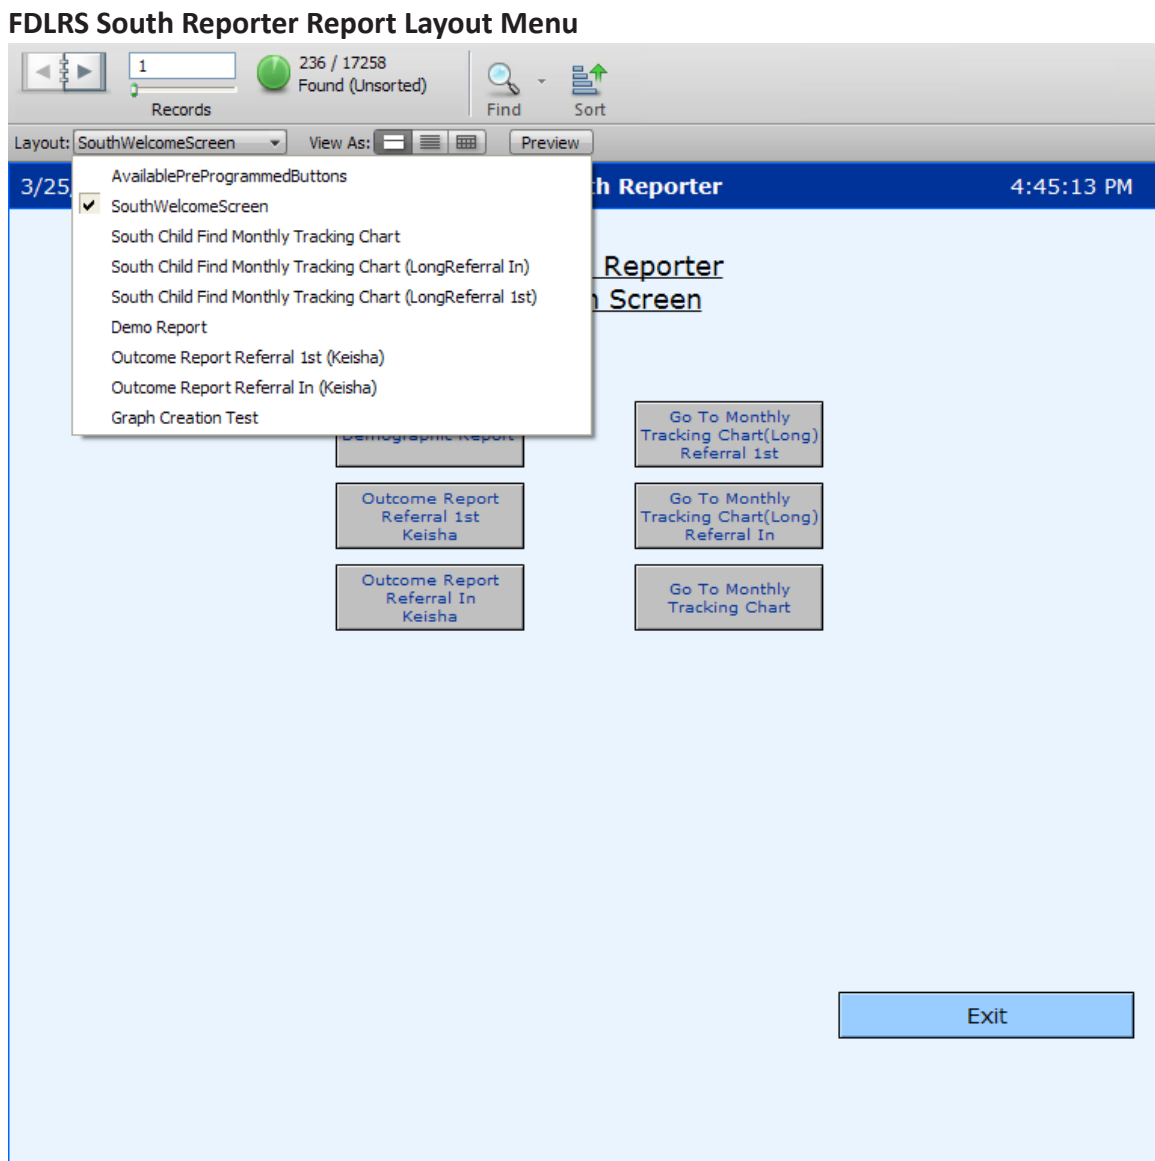 FDLRS South Reporter Report Layout Menu
1
236 / 17258
Found (Unsorted)
Records
Find
Sort
Layout: SouthWelcomeScreen
View As:
Preview
3/25
h Reporter
4:45:13 PM
AvailablePreProgrammedButtons
SouthWelcomeScreen
South Child Find Monthly Tracking Chart
South Child Find Monthly Tracking Chart (LongReferral In)
South Child Find Monthly Tracking Chart (LongReferral 1st)
Demo Report
Outcome Report Referral 1st (Keisha)
Outcome Report Referral In (Keisha)
Graph Creation Test
Reporter
Screen
Demographic Report
Go To Monthly
Tracking Chart(Long)
Referral 1st
Outcome Report
Referral 1st
Keisha
Go To Monthly
Tracking Chart(Long)
Referral In
Outcome Report
Referral In
Keisha
Go To Monthly
Tracking Chart
Exit